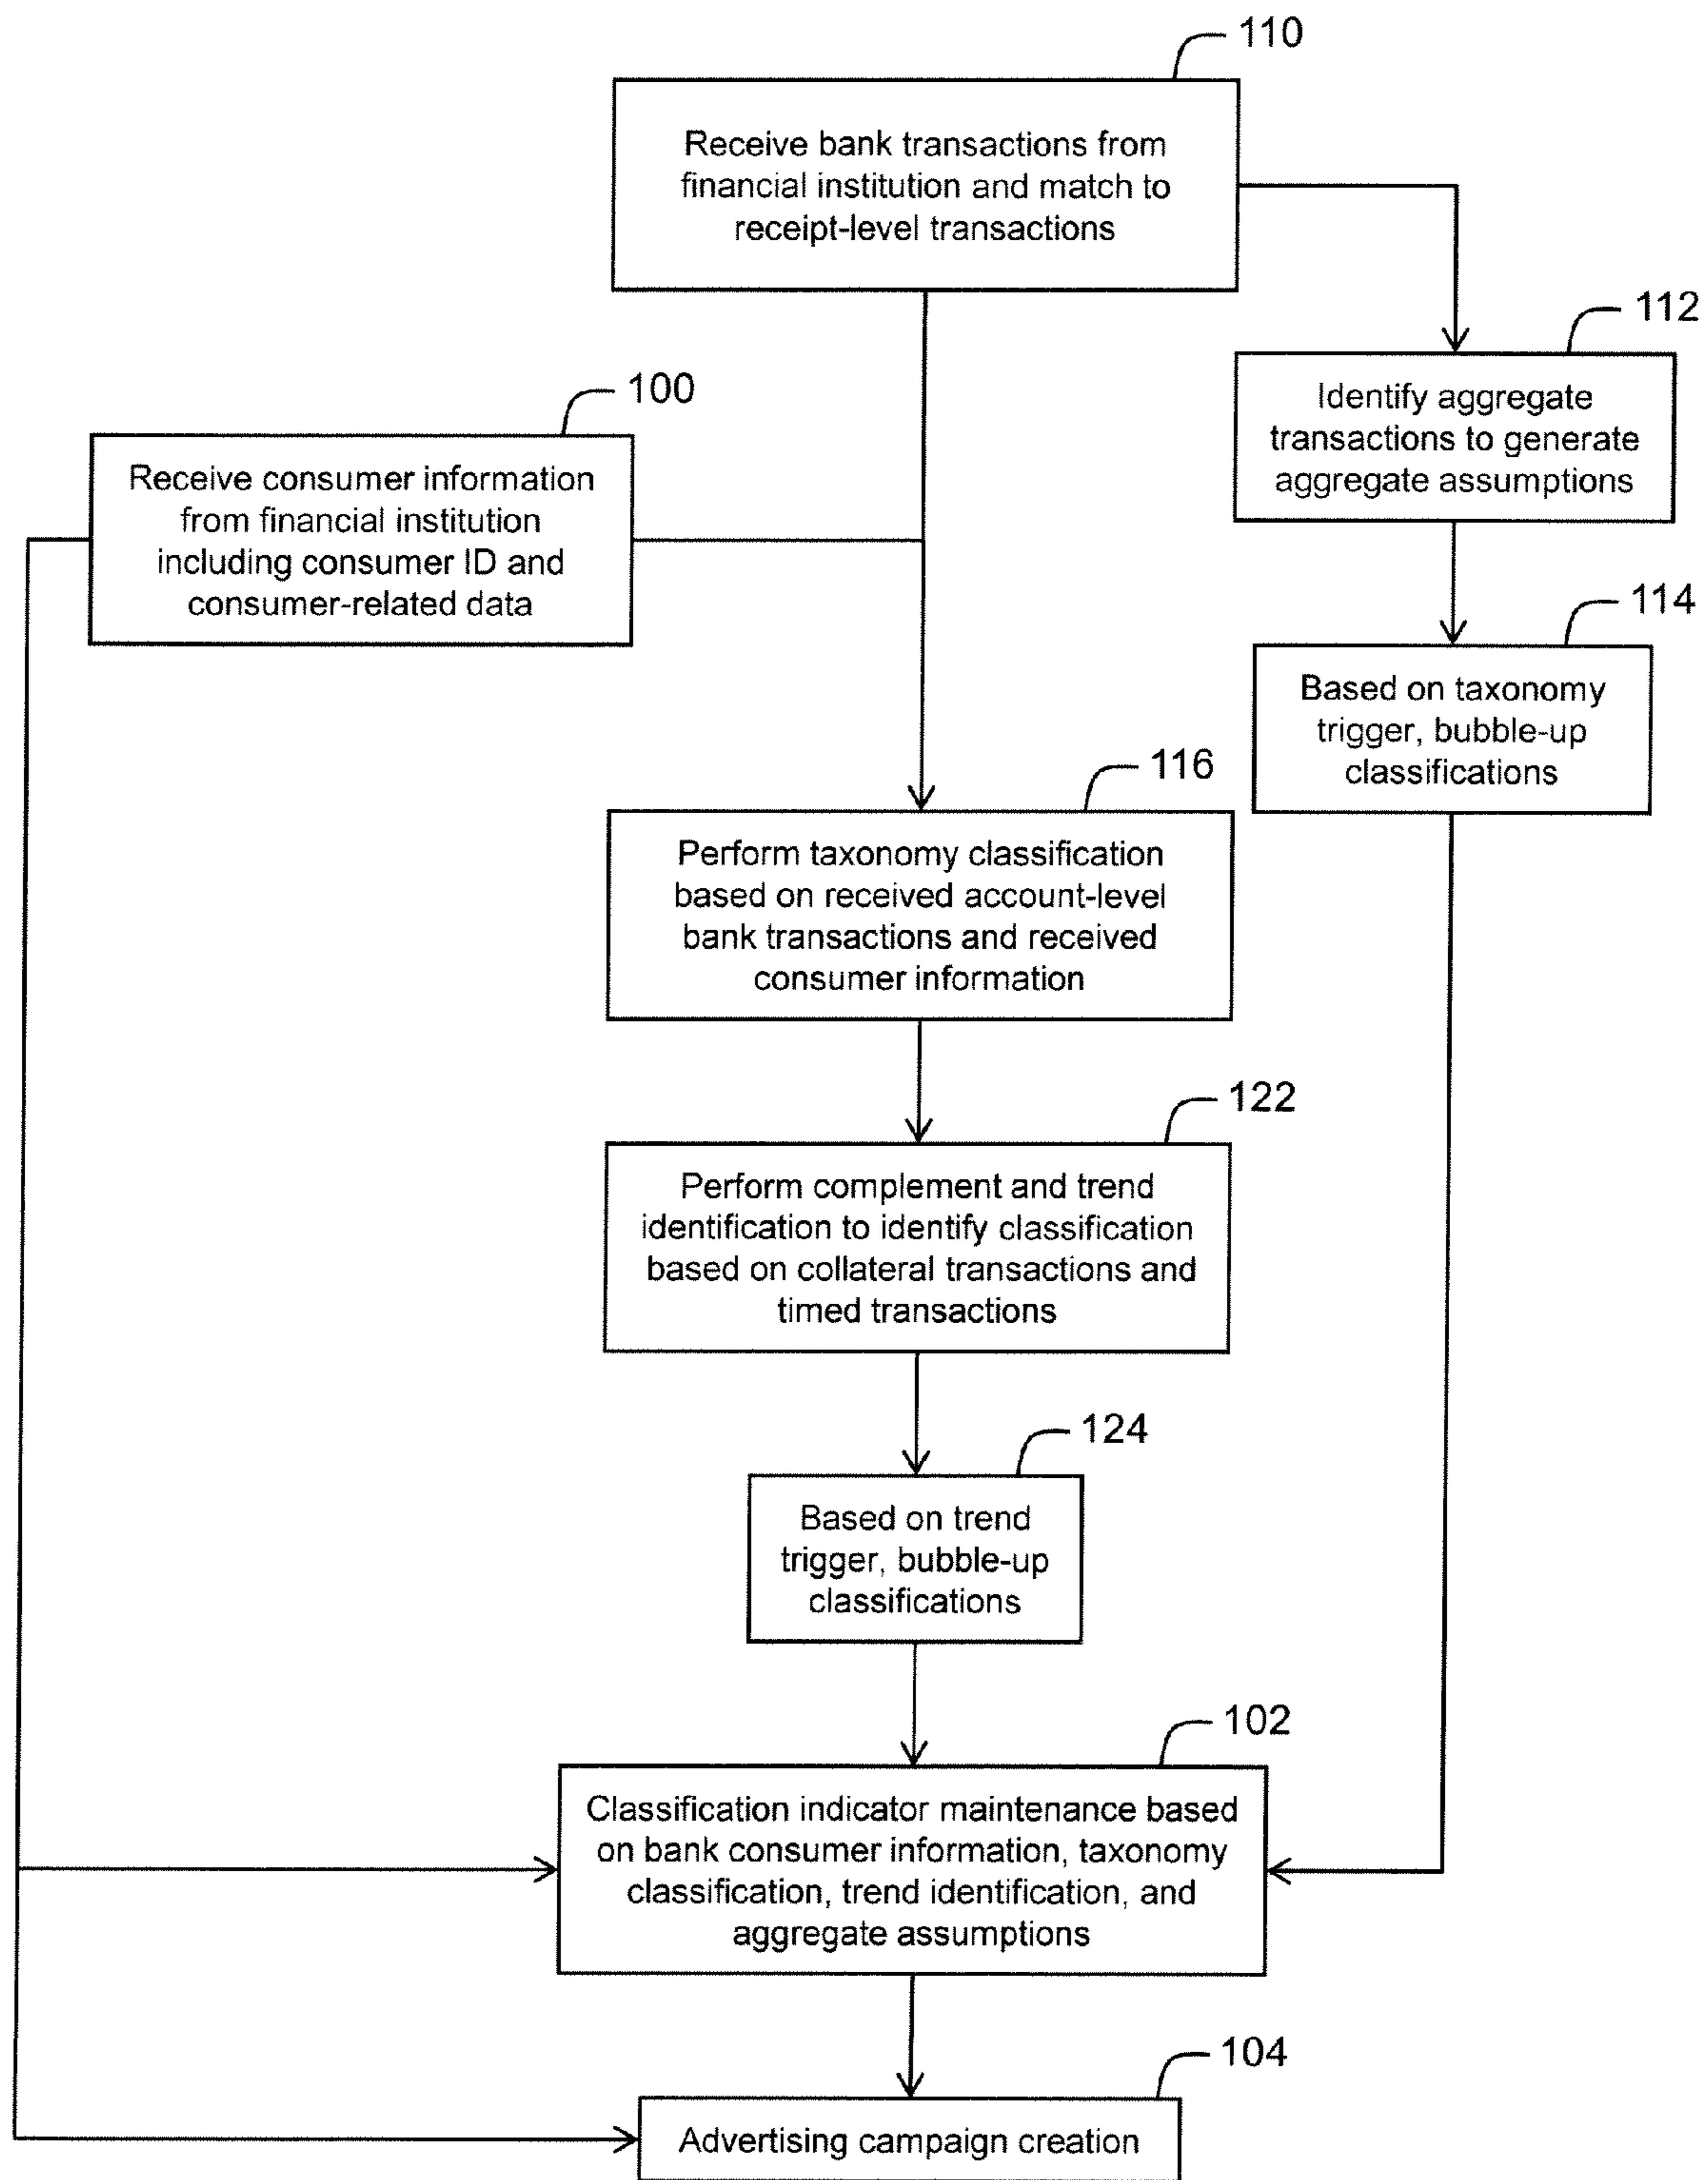 110
Receive bank transactions from
financial institution and match to
receipt-level transactions
112
Identify aggregate
transactions to generate
aggregate assumptions
100
Receive consumer information
from financial institution
including consumer ID and
consumer-related data
114
Based on taxonomy
trigger, bubble-up
classifications
116
Perform taxonomy classification
based on received account-level
bank transactions and received
consumer information
122
Perform complement and trend
identification to identify classification
based on collateral transactions and
timed transactions
124
Based on trend
trigger, bubble-up
classifications
102
Classification indicator maintenance based
on bank consumer information, taxonomy
classification, trend identification, and
aggregate assumptions
104
Advertising campaign creation